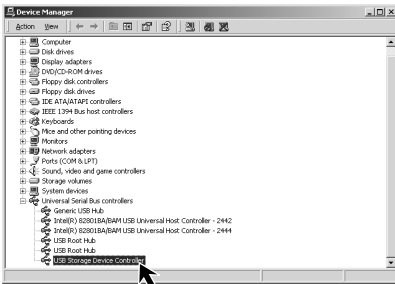 Device Manager
Action View
Computer
Disk drives
Display adapters
DVD/CD-ROM drives
Floppy disk controllers
Floppy disk drives
IDE ATA/ATAPI controllers
IEEE 1394 Bus host controllers
Keyboards
Mice and other pointing devices
Monitors
Network adapters
Ports (COM & LPT)
Sound, video and game controllers
Storage volumes
System devices
Universal Serial Bus controllers
Generic USB Hub
Intel(R) 82801BA/BAM USB Universal Host Controller - 2442
Intel(R) 82801BA/BAM USB Universal Host Controller - 2444
USB Root Hub
USB Root Hub
USB Storage Device Controller